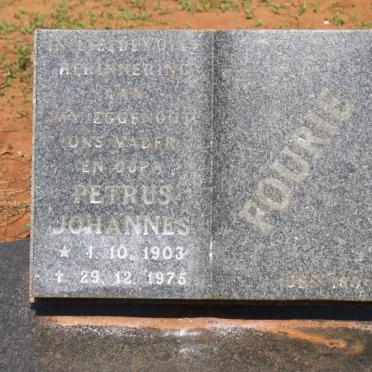 IN LIEFDEVOLLE
HERINNERING
AAN
MY EGGENOOT
ONS VADER
EN OUPA
PETRUS
JOHANNES
* 1. 10. 1903
+ 29. 12. 1975
FOURIE